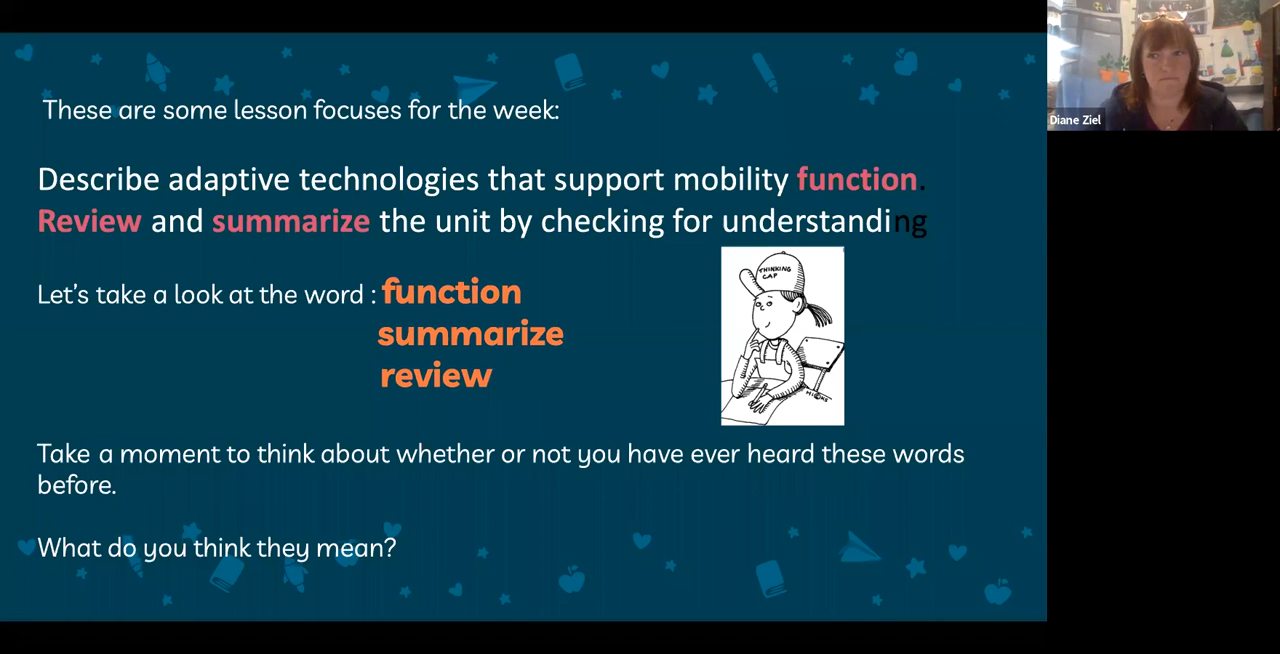 These are some lesson focuses for the week:
Describe adaptive technologies that support mobility function.
Review and summarize the unit by checking for understanding
Let's take a look at the word : function
summarize
review
THINKING
CAP
HICKS
Take a moment to think about whether or not you have ever heard these words
before.
What do you think they mean?
Diane Ziel